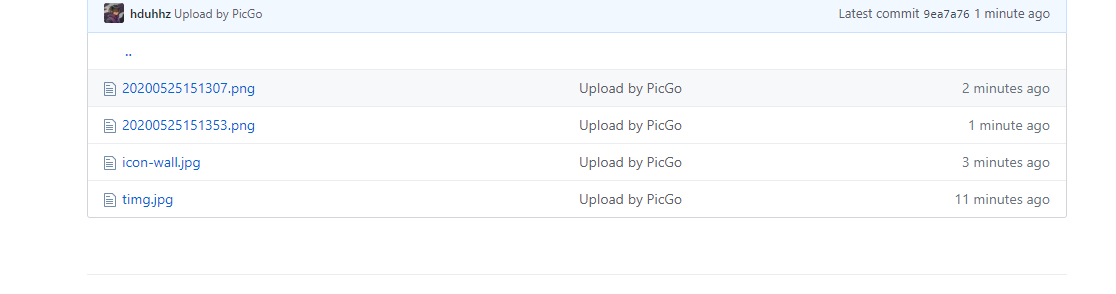 hduhhz Upload by PicGo Latest commit 9ea7a76 1 minute ago
..
20200525151307.png Upload by PicGo 2 minutes ago
20200525151353.png Upload by PicGo 1 minute ago
icon-wall.jpg Upload by PicGo 3 minutes ago
timg.jpg Upload by PicGo 11 minutes ago